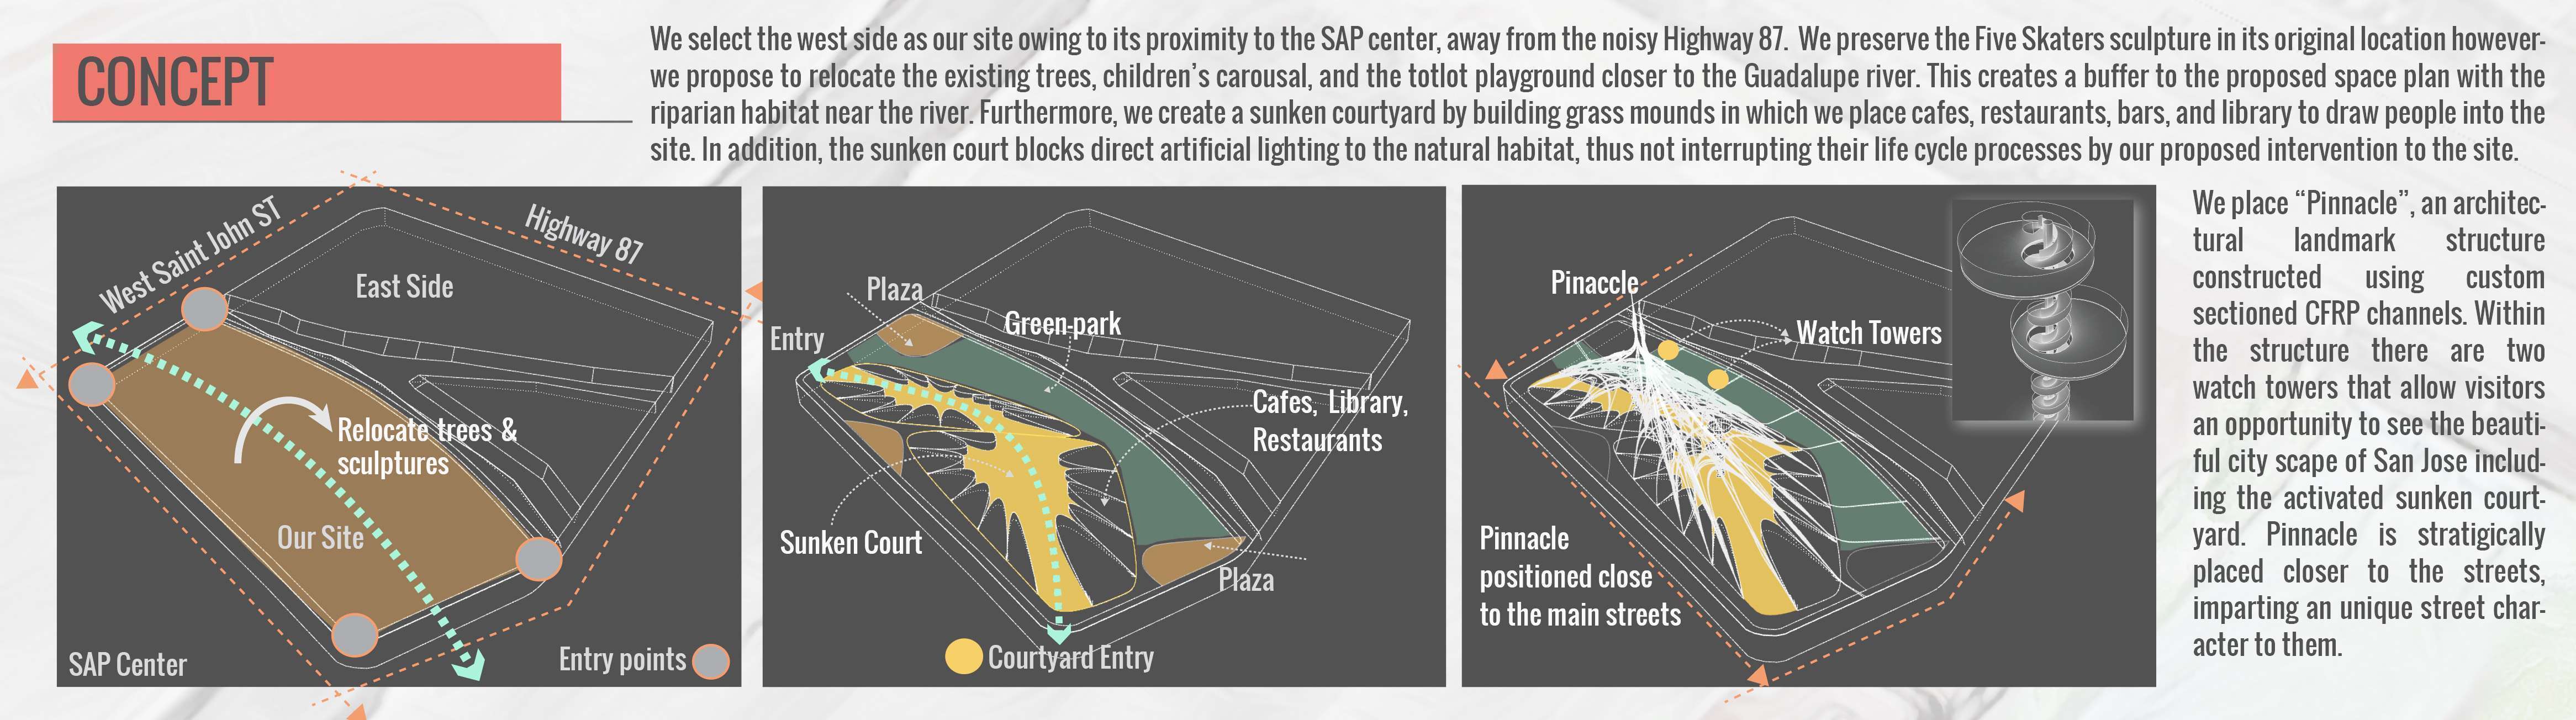 CONCEPT
We select the west side as our site owing to its proximity to the SAP center, away from the noisy Highway 87. We preserve the Five Skaters sculpture in its original location however-
we propose to relocate the existing trees, children's carousal, and the totlot playground closer to the Guadalupe river. This creates a buffer to the proposed space plan with the
riparian habitat near the river. Furthermore, we create a sunken courtyard by building grass mounds in which we place cafes, restaurants, bars, and library to draw people into the
site. In addition, the sunken court blocks direct artificial lighting to the natural habitat, thus not interrupting their life cycle processes by our proposed intervention to the site.
West Saint John ST
Highway 87
East Side
Relocate trees &
sculptures
Our Site
SAP Center
Entry points
Plaza
Entry
Green park
Cafes, Library,
Restaurants
Sunken Court
Plaza
Courtyard Entry
Pinaccle
Watch Towers
Pinnacle
positioned close
to the main streets
We place “Pinnacle”, an architec-
tural landmark structure
constructed using custom
sectioned CFRP channels. Within
the structure there are two
watch towers that allow visitors
an opportunity to see the beauti-
ful city scape of San Jose includ-
ing the activated sunken court-
yard. Pinnacle is stratigically
placed closer to the streets,
imparting an unique street char-
acter to them.